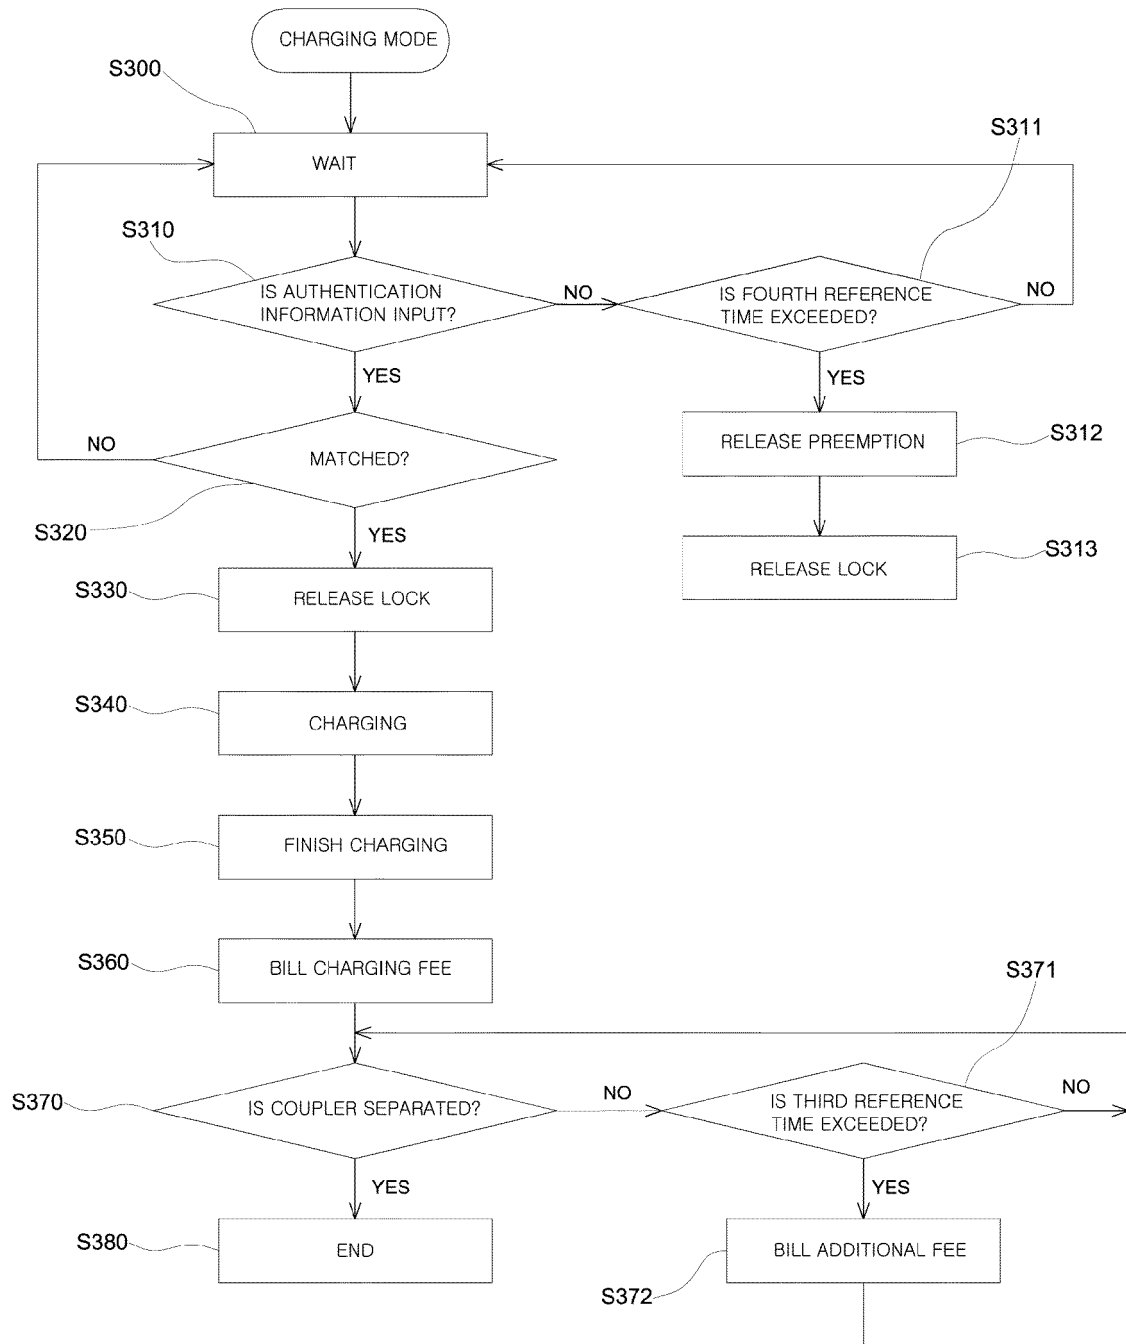 CHARGING MODE
S300
WAIT
S311
S310
IS AUTHENTICATION
INFORMATION INPUT?
NO
IS FOURTH REFERENCE
TIME EXCEEDED?
NO
YES
YES
NO
MATCHED?
RELEASE PREEMPTION
S312
S320
YES
S313
RELEASE LOCK
S330
RELEASE LOCK
S340
CHARGING
S350
FINISH CHARGING
S360
BILL CHARGING FEE
S371
S370
IS COUPLER SEPARATED?
NO
IS THIRD REFERENCE
TIME EXCEEDED?
NO
YES
YES
S380
END
BILL ADDITIONAL FEE
S372